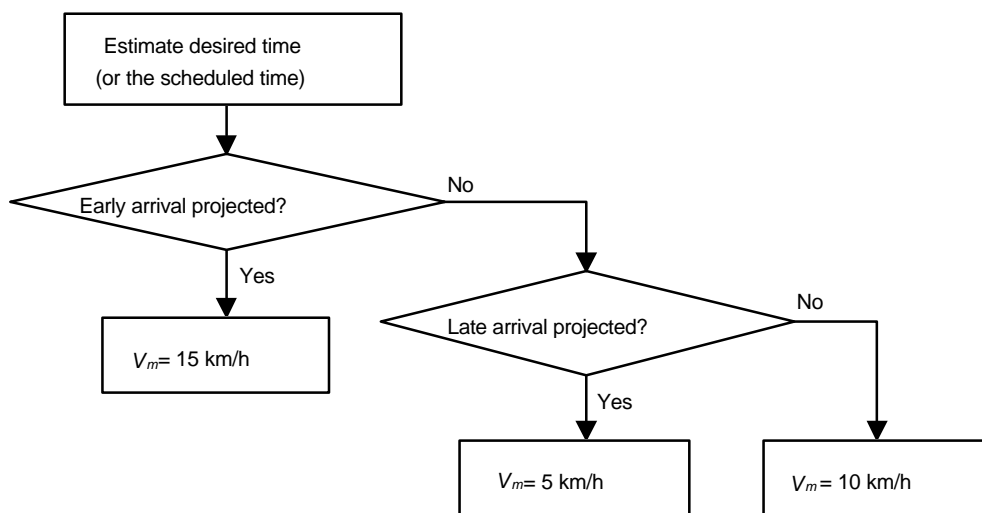 Estimate desired time
(or the scheduled time)
Early arrival projected?
No
Yes
Vm= 15 km/h
Late arrival projected?
No
Yes
Vm= 5 km/h
Vm= 10 km/h